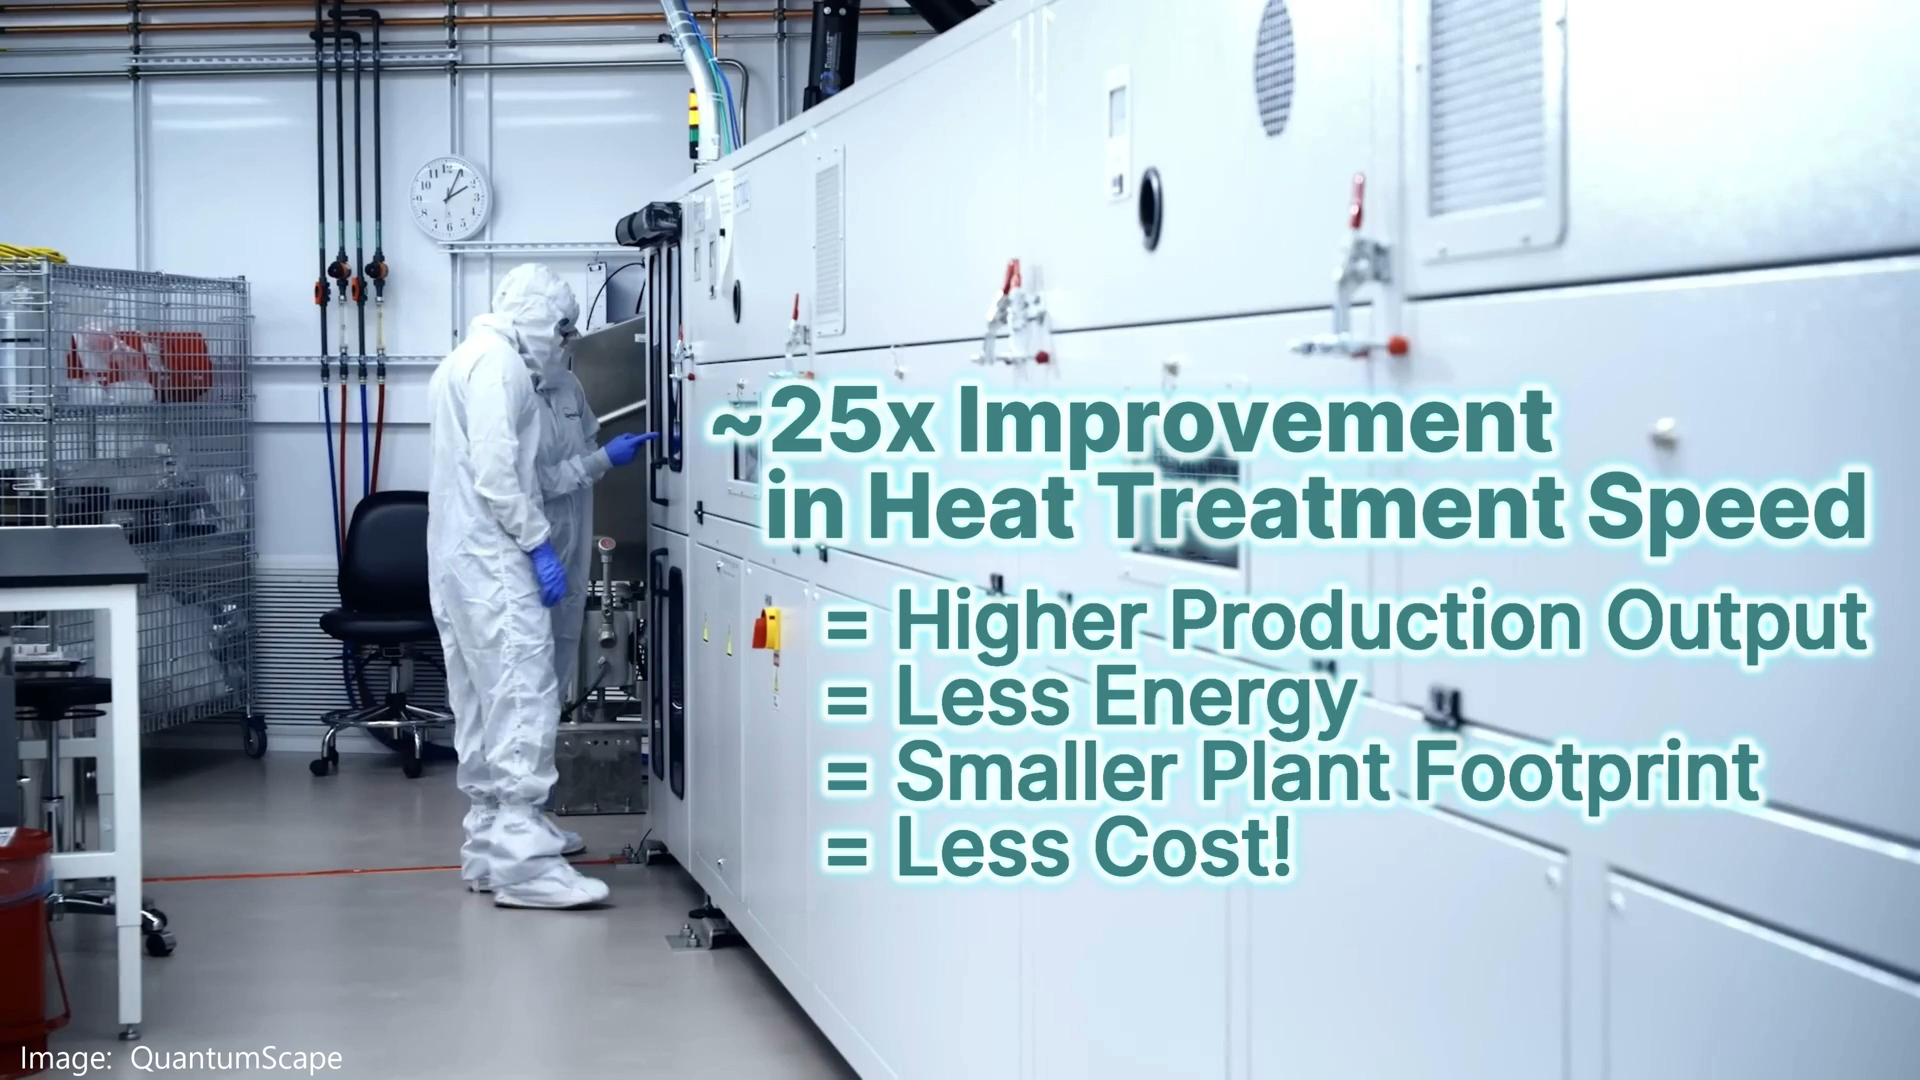 ~25x Improvement
in Heat Treatment Speed
= Higher Production Output
= Less Energy
= Smaller Plant Footprint
= Less Cost!
Image: QuantumScape